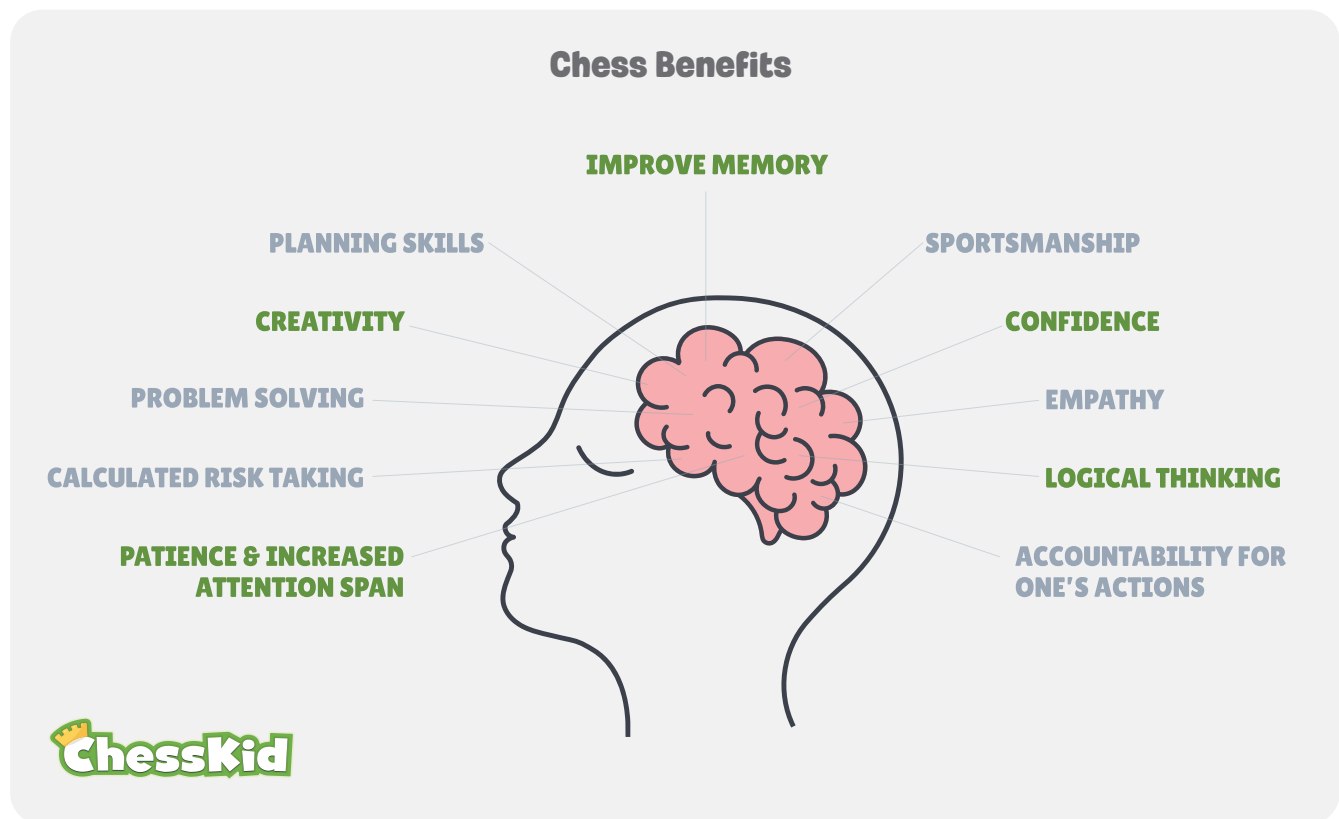 Chess Benefits
IMPROVE MEMORY
PLANNING SKILLS
SPORTSMANSHIP
CREATIVITY
CONFIDENCE
PROBLEM SOLVING
EMPATHY
CALCULATED RISK TAKING
LOGICAL THINKING
PATIENCE & INCREASED
ATTENTION SPAN
ACCOUNTABILITY FOR
ONE'S ACTIONS
ChessKid